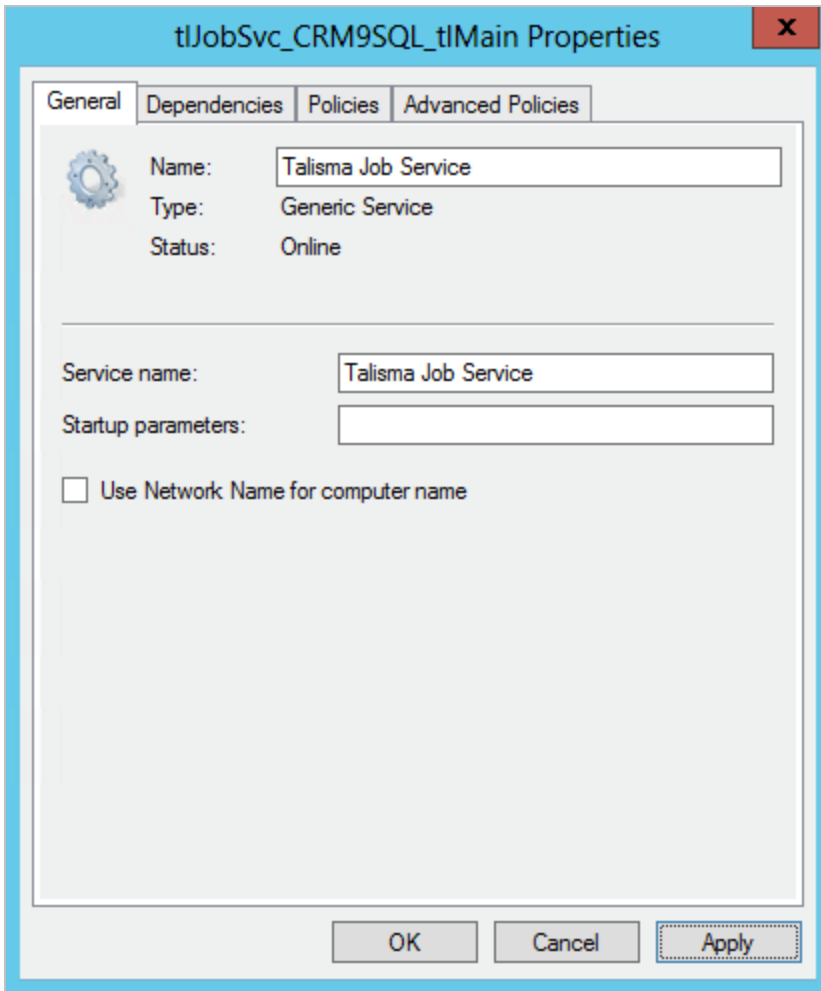 tlJobSvc_CRM9SQL_tlMain Properties
x
General Dependencies Policies Advanced Policies
Name: Talisma Job Service
Type: Generic Service
Status: Online
Service name: Talisma Job Service
Startup parameters:
Use Network Name for computer name
OK Cancel Apply